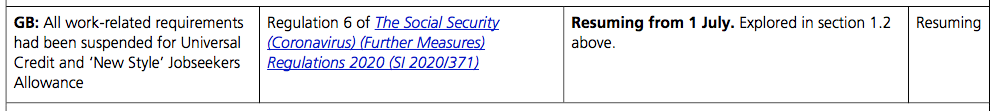 GB: All work-related requirements
had been suspended for Universal
Credit and ‘New Style’ Jobseekers
Allowance
Regulation 6 of The Social Security
(Coronavirus) (Further Measures)
Regulations 2020 (SI 2020/371)
Resuming from 1 July. Explored in section 1.2
above.
Resuming